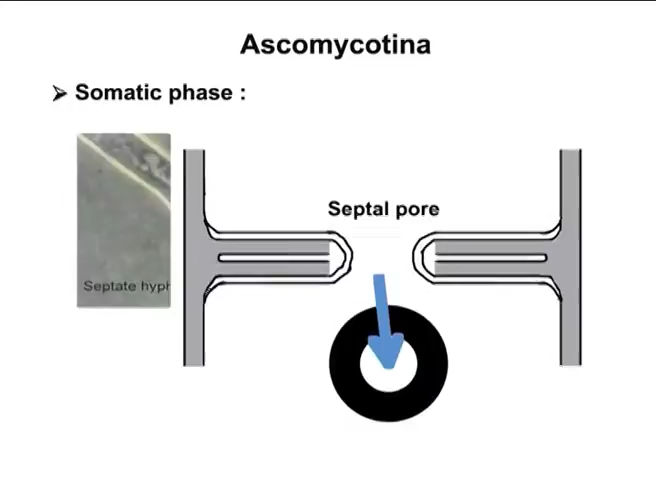 Ascomycotina
Somatic phase :
Septal pore
Septate hyph